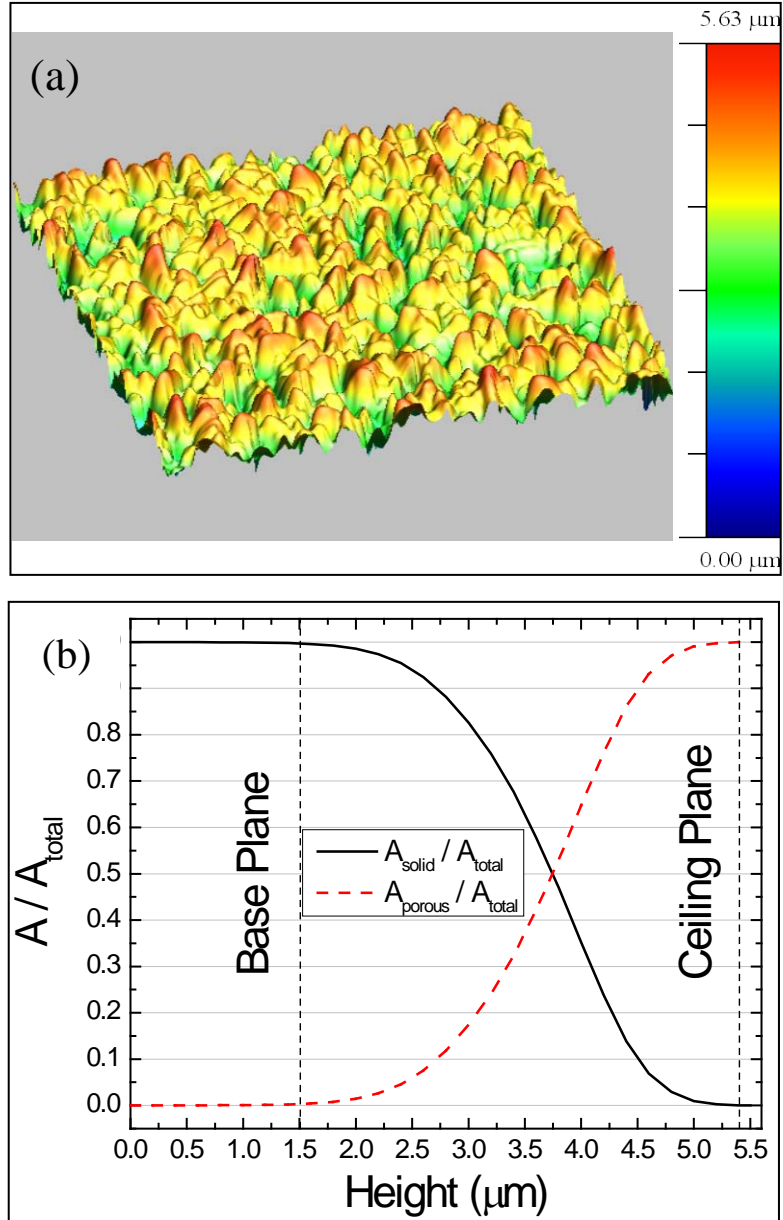 5.63 μm
(a)
0.00 μm
(b)
0.8
0.7
0.6
0.5
0.4
0.3
0.2
0.1
0.0
A / A_total
Base Plane
A_solid / A_total
A_porous / A_total
Ceiling Plane
0.0 0.5 1.0 1.5 2.0 2.5 3.0 3.5 4.0 4.5 5.0 5.5
Height (μm)